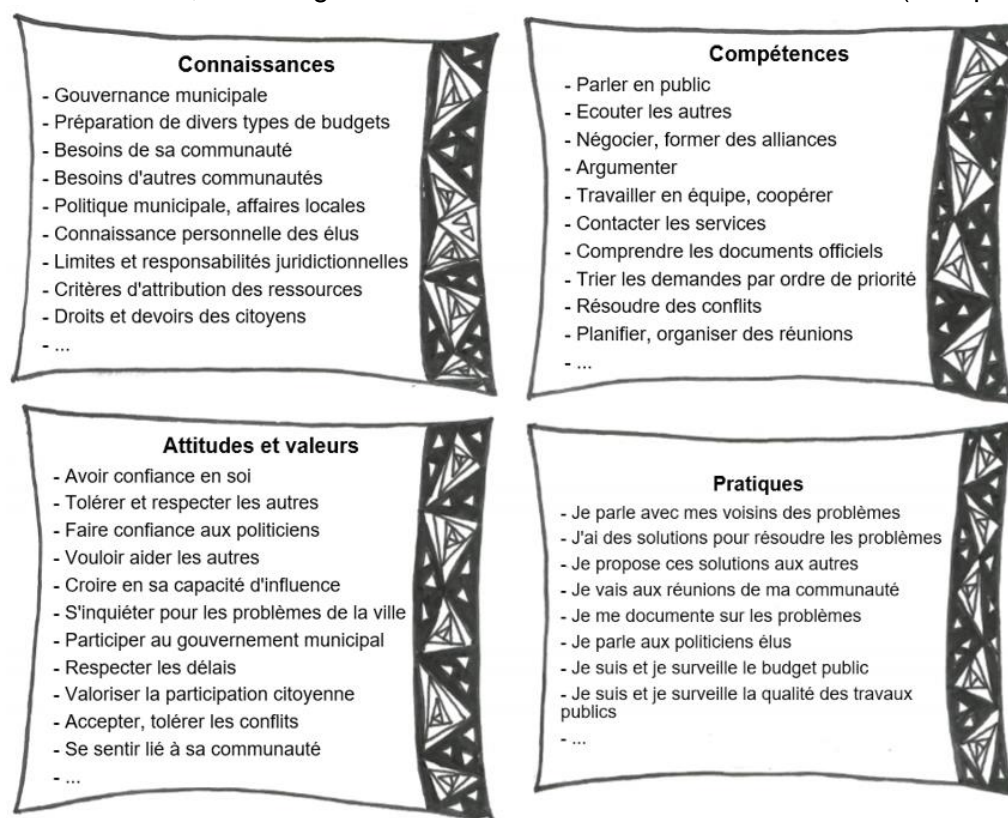 Connaissances
- Gouvernance municipale
- Préparation de divers types de budgets
- Besoins de sa communauté
- Besoins d'autres communautés
- Politique municipale, affaires locales
- Connaissance personnelle des élus
- Limites et responsabilités juridictionnelles
- Critères d'attribution des ressources
- Droits et devoirs des citoyens
- ...
Compétences
- Parler en public
- Ecouter les autres
- Négocier, former des alliances
- Argumenter
- Travailler en équipe, coopérer
- Contacter les services
- Comprendre les documents officiels
- Trier les demandes par ordre de priorité
- Résoudre des conflits
- Planifier, organiser des réunions
- ...
Attitudes et valeurs
- Avoir confiance en soi
- Tolérer et respecter les autres
- Faire confiance aux politiciens
- Vouloir aider les autres
- Croire en sa capacité d'influence
- S'inquiéter pour les problèmes de la ville
- Participer au gouvernement municipal
- Respecter les délais
- Valoriser la participation citoyenne
- Accepter, tolérer les conflits
- Se sentir lié à sa communauté
- ...
Pratiques
- Je parle avec mes voisins des problèmes
- J'ai des solutions pour résoudre les problèmes
- Je propose ces solutions aux autres
- Je vais aux réunions de ma communauté
- Je me documente sur les problèmes
- Je parle aux politiciens élus
- Je suis et je surveille le budget public
- Je suis et je surveille la qualité des travaux
publics
- ...